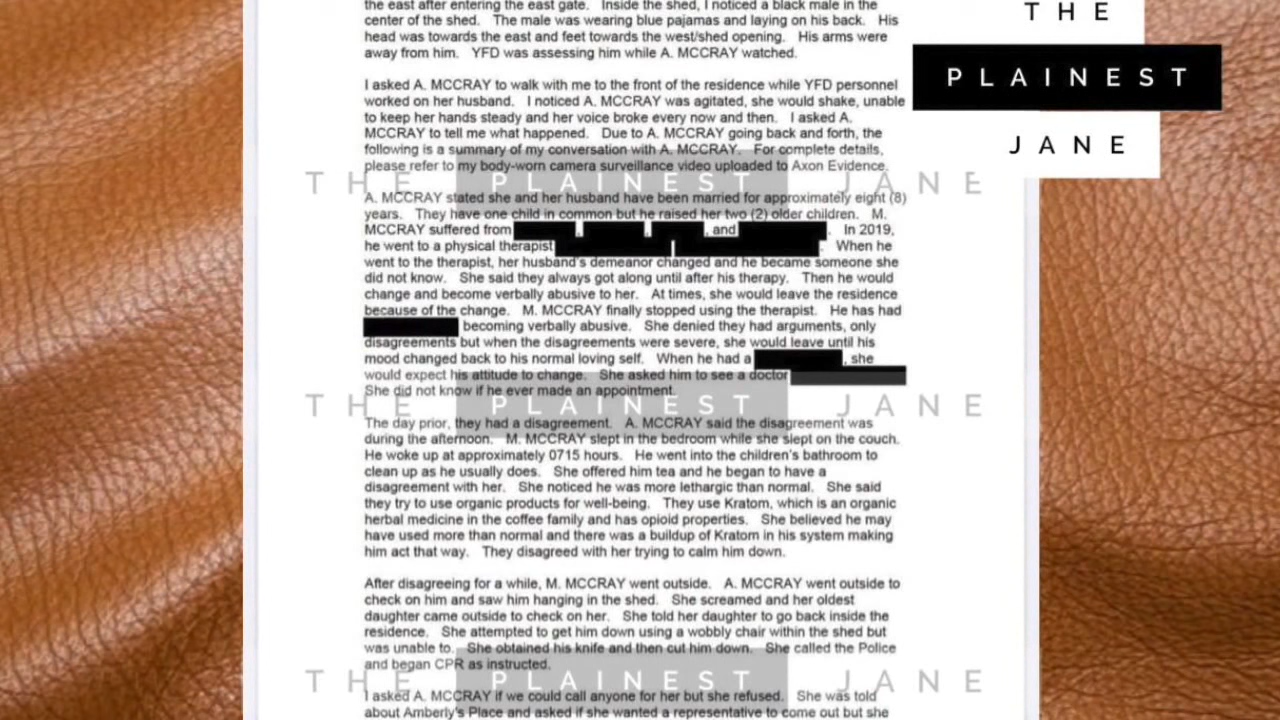 the east after entering the east gate. Inside the shed, I noticed a black male in the
center of the shed. The male was wearing blue pajamas and laying on his back. His
head was towards the east and feet towards the west/shed opening. His arms were
away from him. YFD was assessing him while A. MCCRAY watched.
I asked A. MCCRAY to walk with me to the front of the residence while YFD personnel
worked on her husband. I noticed A. MCCRAY was agitated, she would shake, unable
to keep her hands steady and her voice broke every now and then. I asked A.
MCCRAY to tell me what happened. Due to A. MCCRAY going back and forth, the
following is a summary of my conversation with A. MCCRAY. For complete details,
please refer to my body-worn camera surveillance video uploaded to Axon Evidence.
A. MCCRAY stated she and her husband have been married for approximately eight (8)
years. They have one child in common but he raised her two (2) older children. M.
MCCRAY suffered from , , , and . In 2019,
he went to a physical therapist . When he
went to the therapist, her husband's demeanor changed and he became someone she
did not know. She said they always got along until after his therapy. Then he would
change and become verbally abusive to her. At times, she would leave the residence
because of the change. M. MCCRAY finally stopped using the therapist. He has had
becoming verbally abusive. She denied they had arguments, only
disagreements but when the disagreements were severe, she would leave until his
mood changed back to his normal loving self. When he had a , she
would expect his attitude to change. She asked him to see a doctor
She did not know if he ever made an appointment.
The day prior, they had a disagreement. A. MCCRAY said the disagreement was
during the afternoon. M. MCCRAY slept in the bedroom while she slept on the couch.
He woke up at approximately 0715 hours. He went into the children's bathroom to
clean up as he usually does. She offered him tea and he began to have a
disagreement with her. She noticed he was more lethargic than normal. She said
they try to use organic products for well-being. They use Kratom, which is an organic
herbal medicine in the coffee family and has opioid properties. She believed he may
have used more than normal and there was a buildup of Kratom in his system making
him act that way. They disagreed with her trying to calm him down.
After disagreeing for a while, M. MCCRAY went outside. A. MCCRAY went outside to
check on him and saw him hanging in the shed. She screamed and her oldest
daughter came outside to check on her. She told her daughter to go back inside the
residence. She attempted to get him down using a wobbly chair within the shed but
was unable to. She obtained his knife and then cut him down. She called the Police
and began CPR as instructed.
I asked A. MCCRAY if we could call anyone for her but she refused. She was told
about Amberly's Place and asked if she wanted a representative to come out but she
THE
PLAINEST
JANE
THE PLAINEST JANE
THE PLAINEST JANE
THE PLAINEST JANE